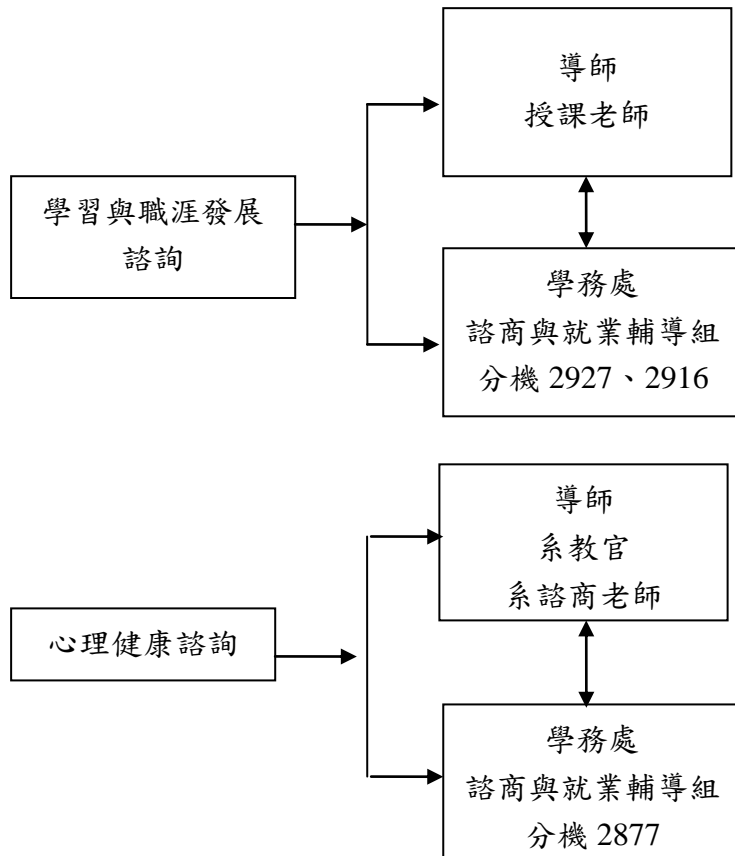 導師
授課老師
學習與職涯發展
諮詢
學務處
諮商與就業輔導組
分機 2927、2916
導師
系教官
系諮商老師
心理健康諮詢
學務處
諮商與就業輔導組
分機 2877